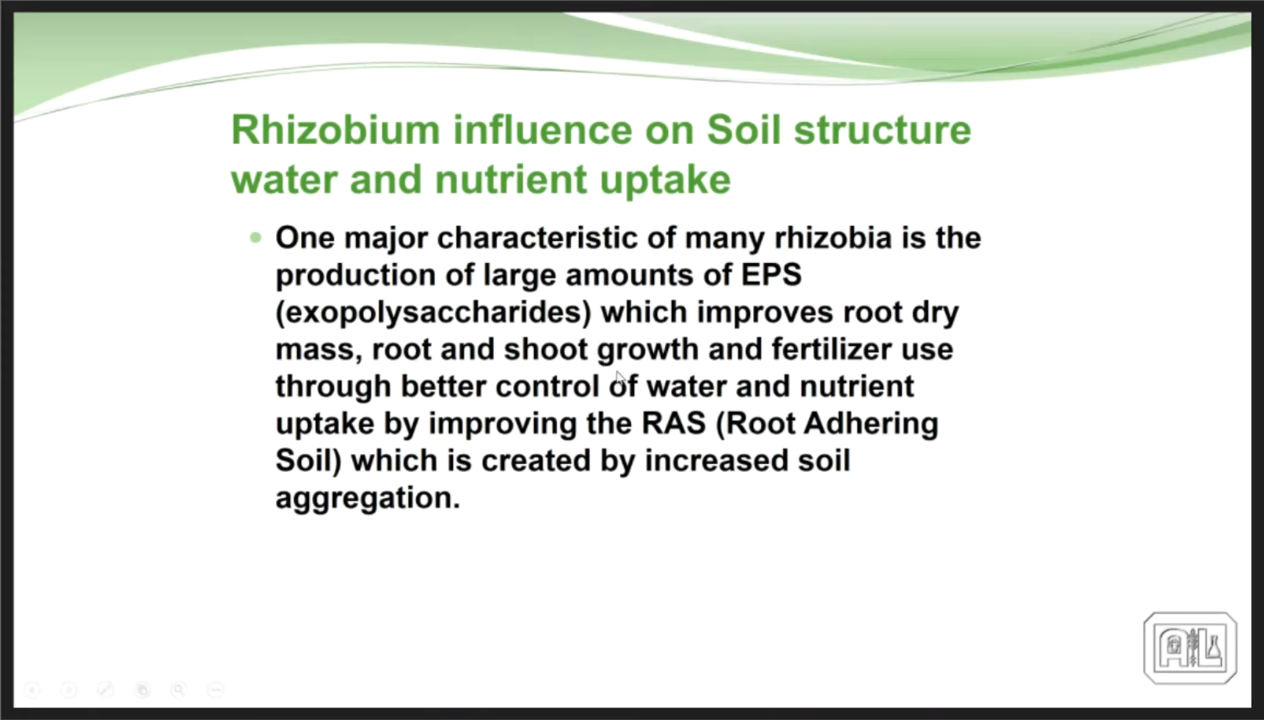 Rhizobium influence on Soil structure
water and nutrient uptake
One major characteristic of many rhizobia is the
production of large amounts of EPS
(exopolysaccharides) which improves root dry
mass, root and shoot growth and fertilizer use
through better control of water and nutrient
uptake by improving the RAS (Root Adhering
Soil) which is created by increased soil
aggregation.
AL